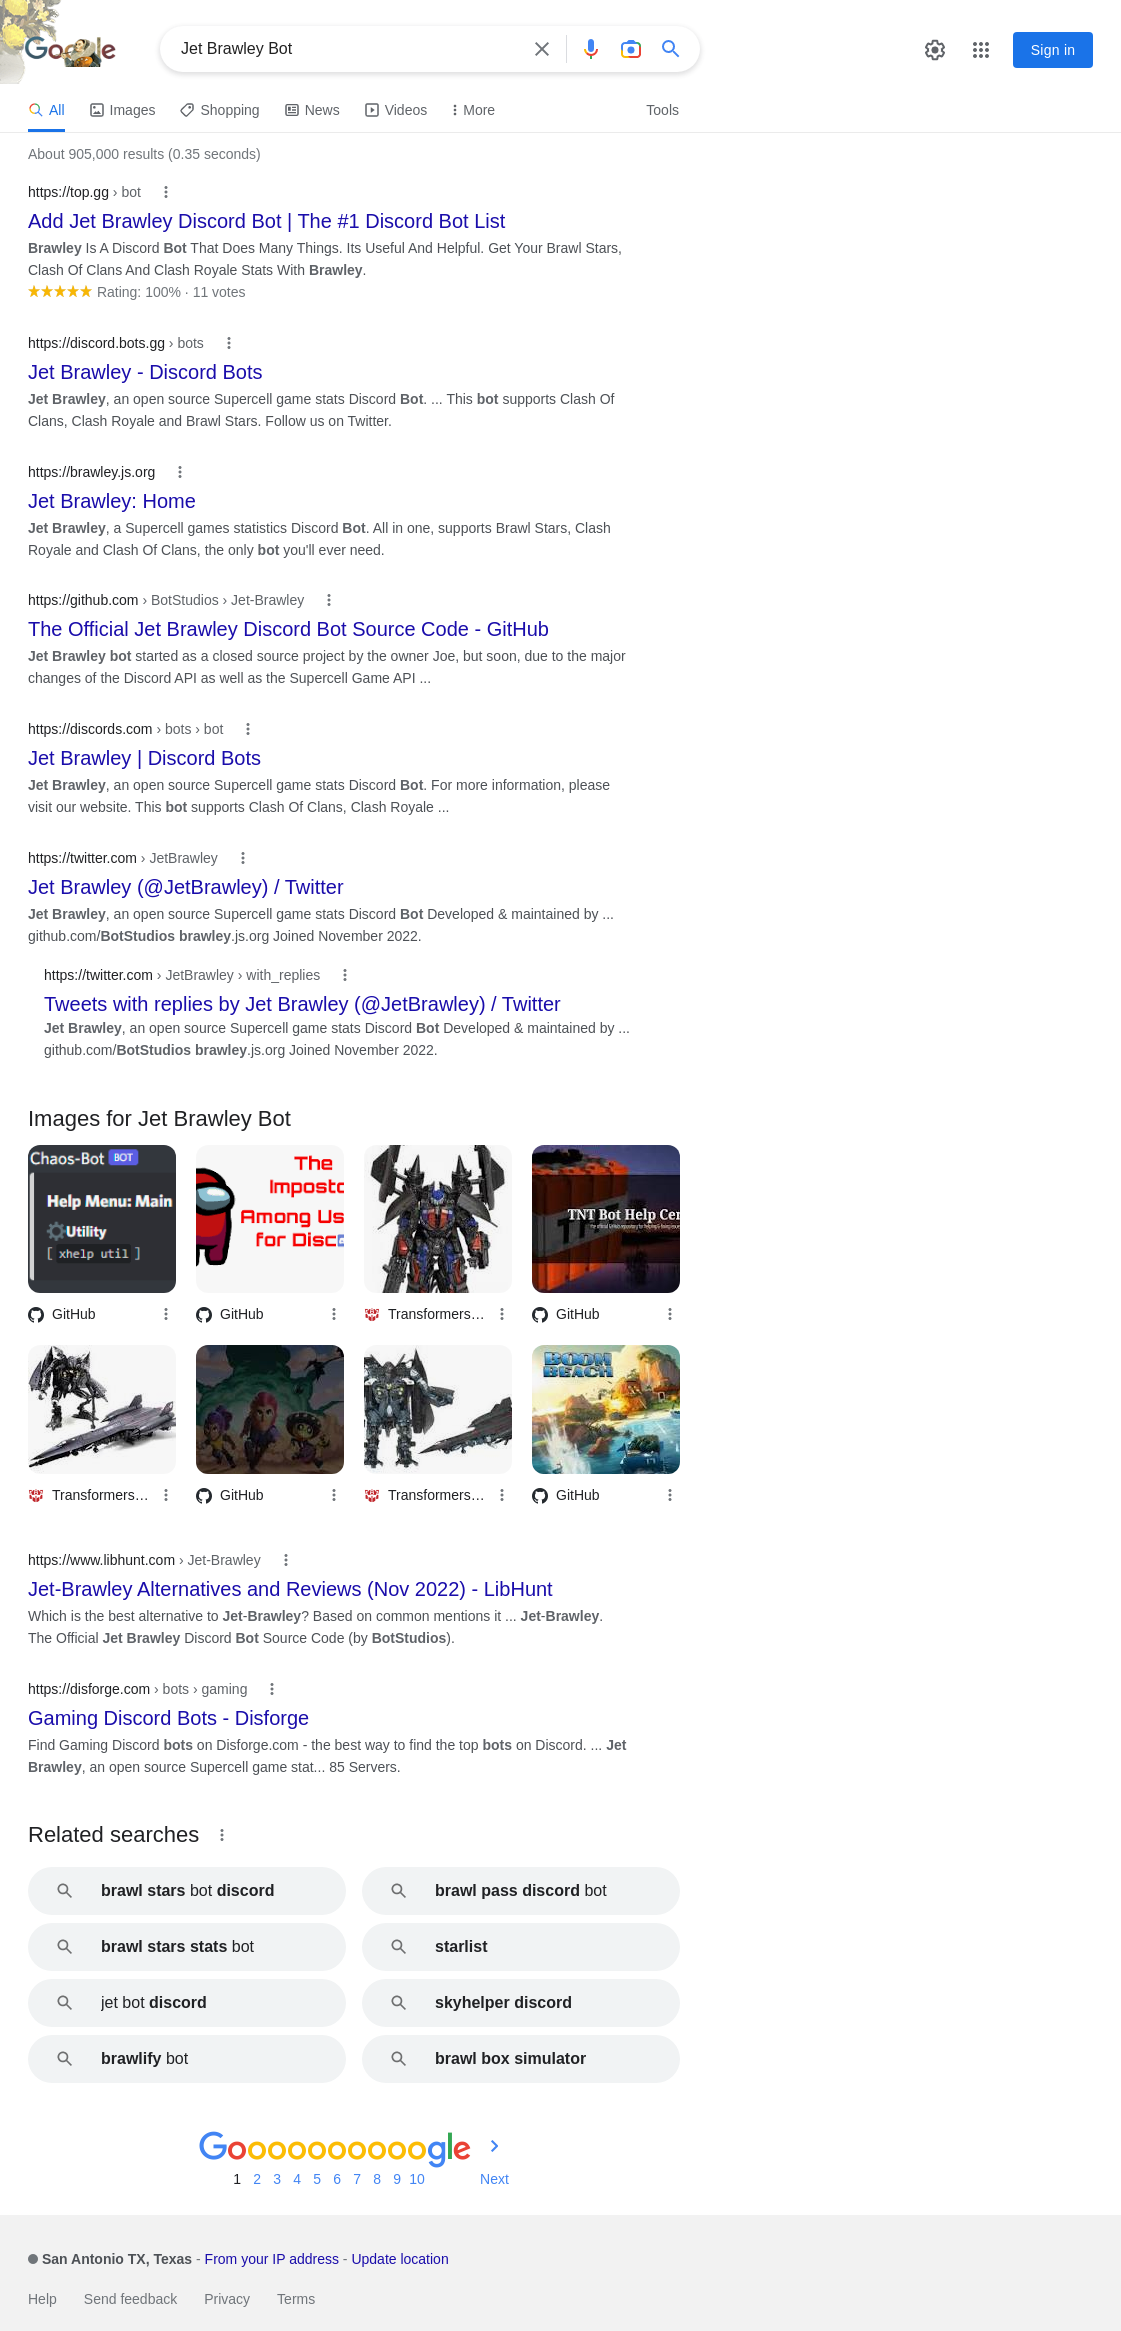 Google
Jet Brawley Bot
Sign in
All
Images
Shopping
News
Videos
More
Tools
About 905,000 results (0.35 seconds)
https://top.gg › bot
Add Jet Brawley Discord Bot | The #1 Discord Bot List
Brawley Is A Discord Bot That Does Many Things. Its Useful And Helpful. Get Your Brawl Stars,
Clash Of Clans And Clash Royale Stats With Brawley.
Rating: 100% · 11 votes
https://discord.bots.gg › bots
Jet Brawley - Discord Bots
Jet Brawley, an open source Supercell game stats Discord Bot. ... This bot supports Clash Of
Clans, Clash Royale and Brawl Stars. Follow us on Twitter.
https://brawley.js.org
Jet Brawley: Home
Jet Brawley, a Supercell games statistics Discord Bot. All in one, supports Brawl Stars, Clash
Royale and Clash Of Clans, the only bot you'll ever need.
https://github.com › BotStudios › Jet-Brawley
The Official Jet Brawley Discord Bot Source Code - GitHub
Jet Brawley bot started as a closed source project by the owner Joe, but soon, due to the major
changes of the Discord API as well as the Supercell Game API ...
https://discords.com › bots › bot
Jet Brawley | Discord Bots
Jet Brawley, an open source Supercell game stats Discord Bot. For more information, please
visit our website. This bot supports Clash Of Clans, Clash Royale ...
https://twitter.com › JetBrawley
Jet Brawley (@JetBrawley) / Twitter
Jet Brawley, an open source Supercell game stats Discord Bot Developed & maintained by ...
github.com/BotStudios brawley.js.org Joined November 2022.
https://twitter.com › JetBrawley › with_replies
Tweets with replies by Jet Brawley (@JetBrawley) / Twitter
Jet Brawley, an open source Supercell game stats Discord Bot Developed & maintained by ...
github.com/BotStudios brawley.js.org Joined November 2022.
Images for Jet Brawley Bot
Chaos-Bot BOT
Help Menu: Main
Utility
[ xhelp util ]
The
Imposto
Among Us
for Disc
TNT
TNT Bot Help Cen
GitHub
GitHub
Transformers…
GitHub
BOOM
BEACH
Transformers…
GitHub
Transformers…
GitHub
https://www.libhunt.com › Jet-Brawley
Jet-Brawley Alternatives and Reviews (Nov 2022) - LibHunt
Which is the best alternative to Jet-Brawley? Based on common mentions it ... Jet-Brawley.
The Official Jet Brawley Discord Bot Source Code (by BotStudios).
https://disforge.com › bots › gaming
Gaming Discord Bots - Disforge
Find Gaming Discord bots on Disforge.com - the best way to find the top bots on Discord. ... Jet
Brawley, an open source Supercell game stat... 85 Servers.
Related searches
brawl stars bot discord
brawl pass discord bot
brawl stars stats bot
starlist
jet bot discord
skyhelper discord
brawlify bot
brawl box simulator
Goooooooooogle
1 2 3 4 5 6 7 8 9 10 Next
San Antonio TX, Texas - From your IP address - Update location
Help
Send feedback
Privacy
Terms